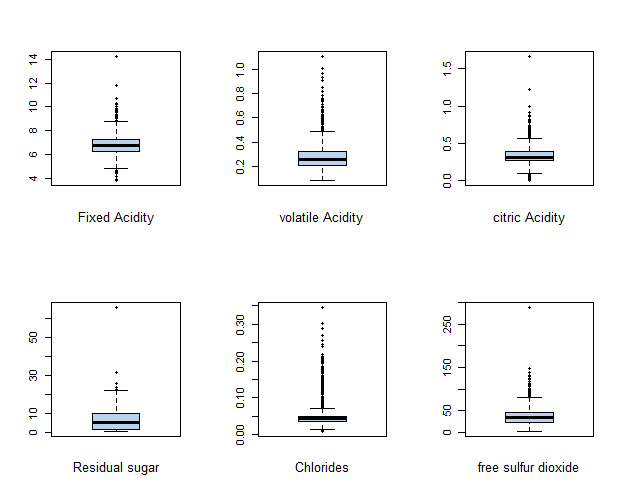 4 6 8 10 12 14
Fixed Acidity
0.2 0.4 0.6 0.8 1.0
volatile Acidity
0.0 0.5 1.0 1.5
citric Acidity
0 10 30 50
Residual sugar
0.00 0.10 0.20 0.30
Chlorides
0 50 150 250
free sulfur dioxide